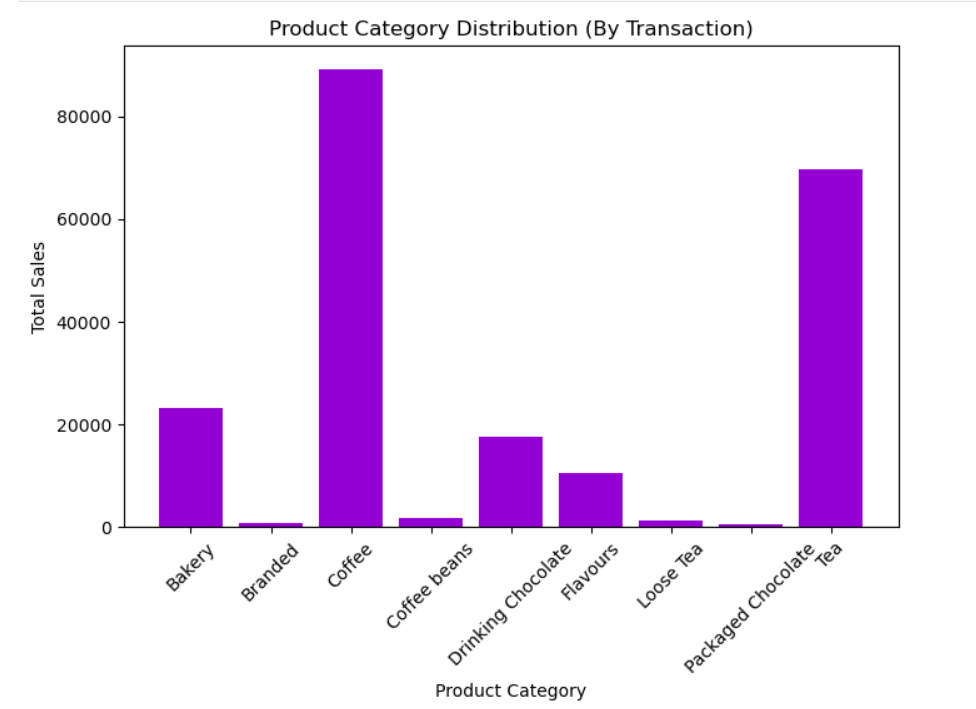 Product Category Distribution (By Transaction)
Total Sales
80000
60000
40000
20000
0
Bakery
Branded
Coffee
Coffee beans
Drinking Chocolate
Flavours
Loose Tea
Packaged Chocolate
Tea
Product Category